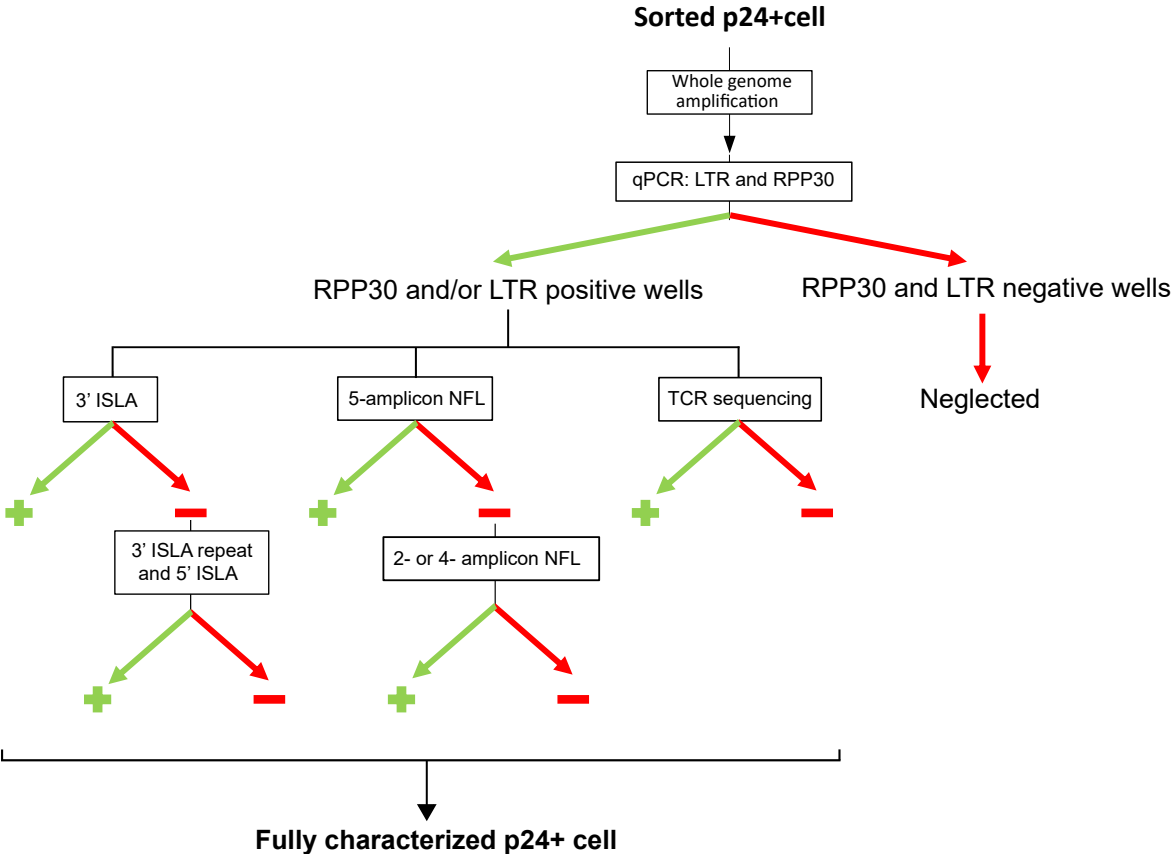 Sorted p24+cell
Whole genome
amplification
qPCR: LTR and RPP30
RPP30 and/or LTR positive wells
RPP30 and LTR negative wells
3’ ISLA
5-amplicon NFL
TCR sequencing
Neglected
3’ ISLA repeat
and 5’ ISLA
2- or 4- amplicon NFL
Fully characterized p24+ cell